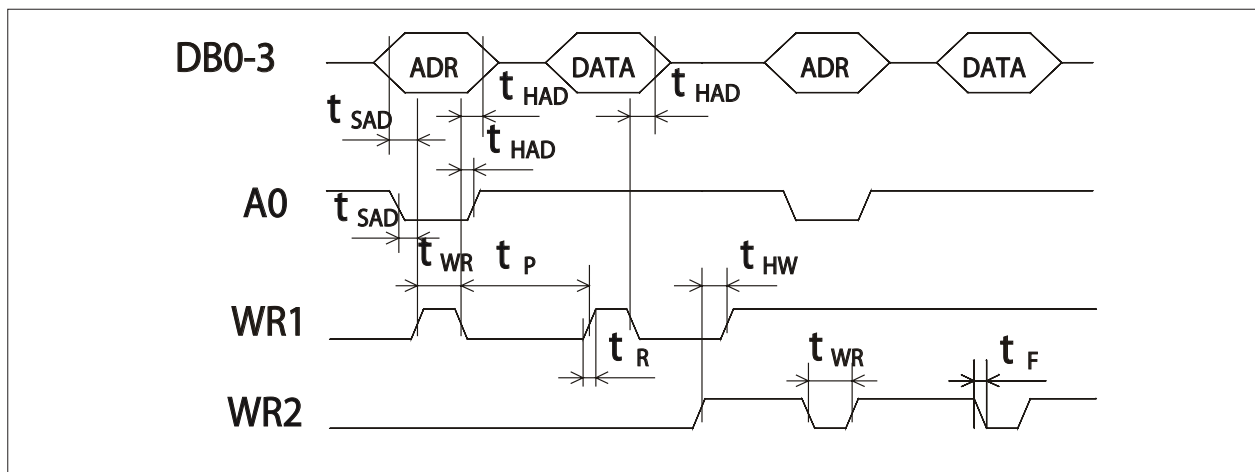 DB0-3 ADR DATA ADR DATA
t HAD t HAD
t SAD
t HAD
A0
t SAD
t WR t P t HW
WR1
t R t WR t F
WR2